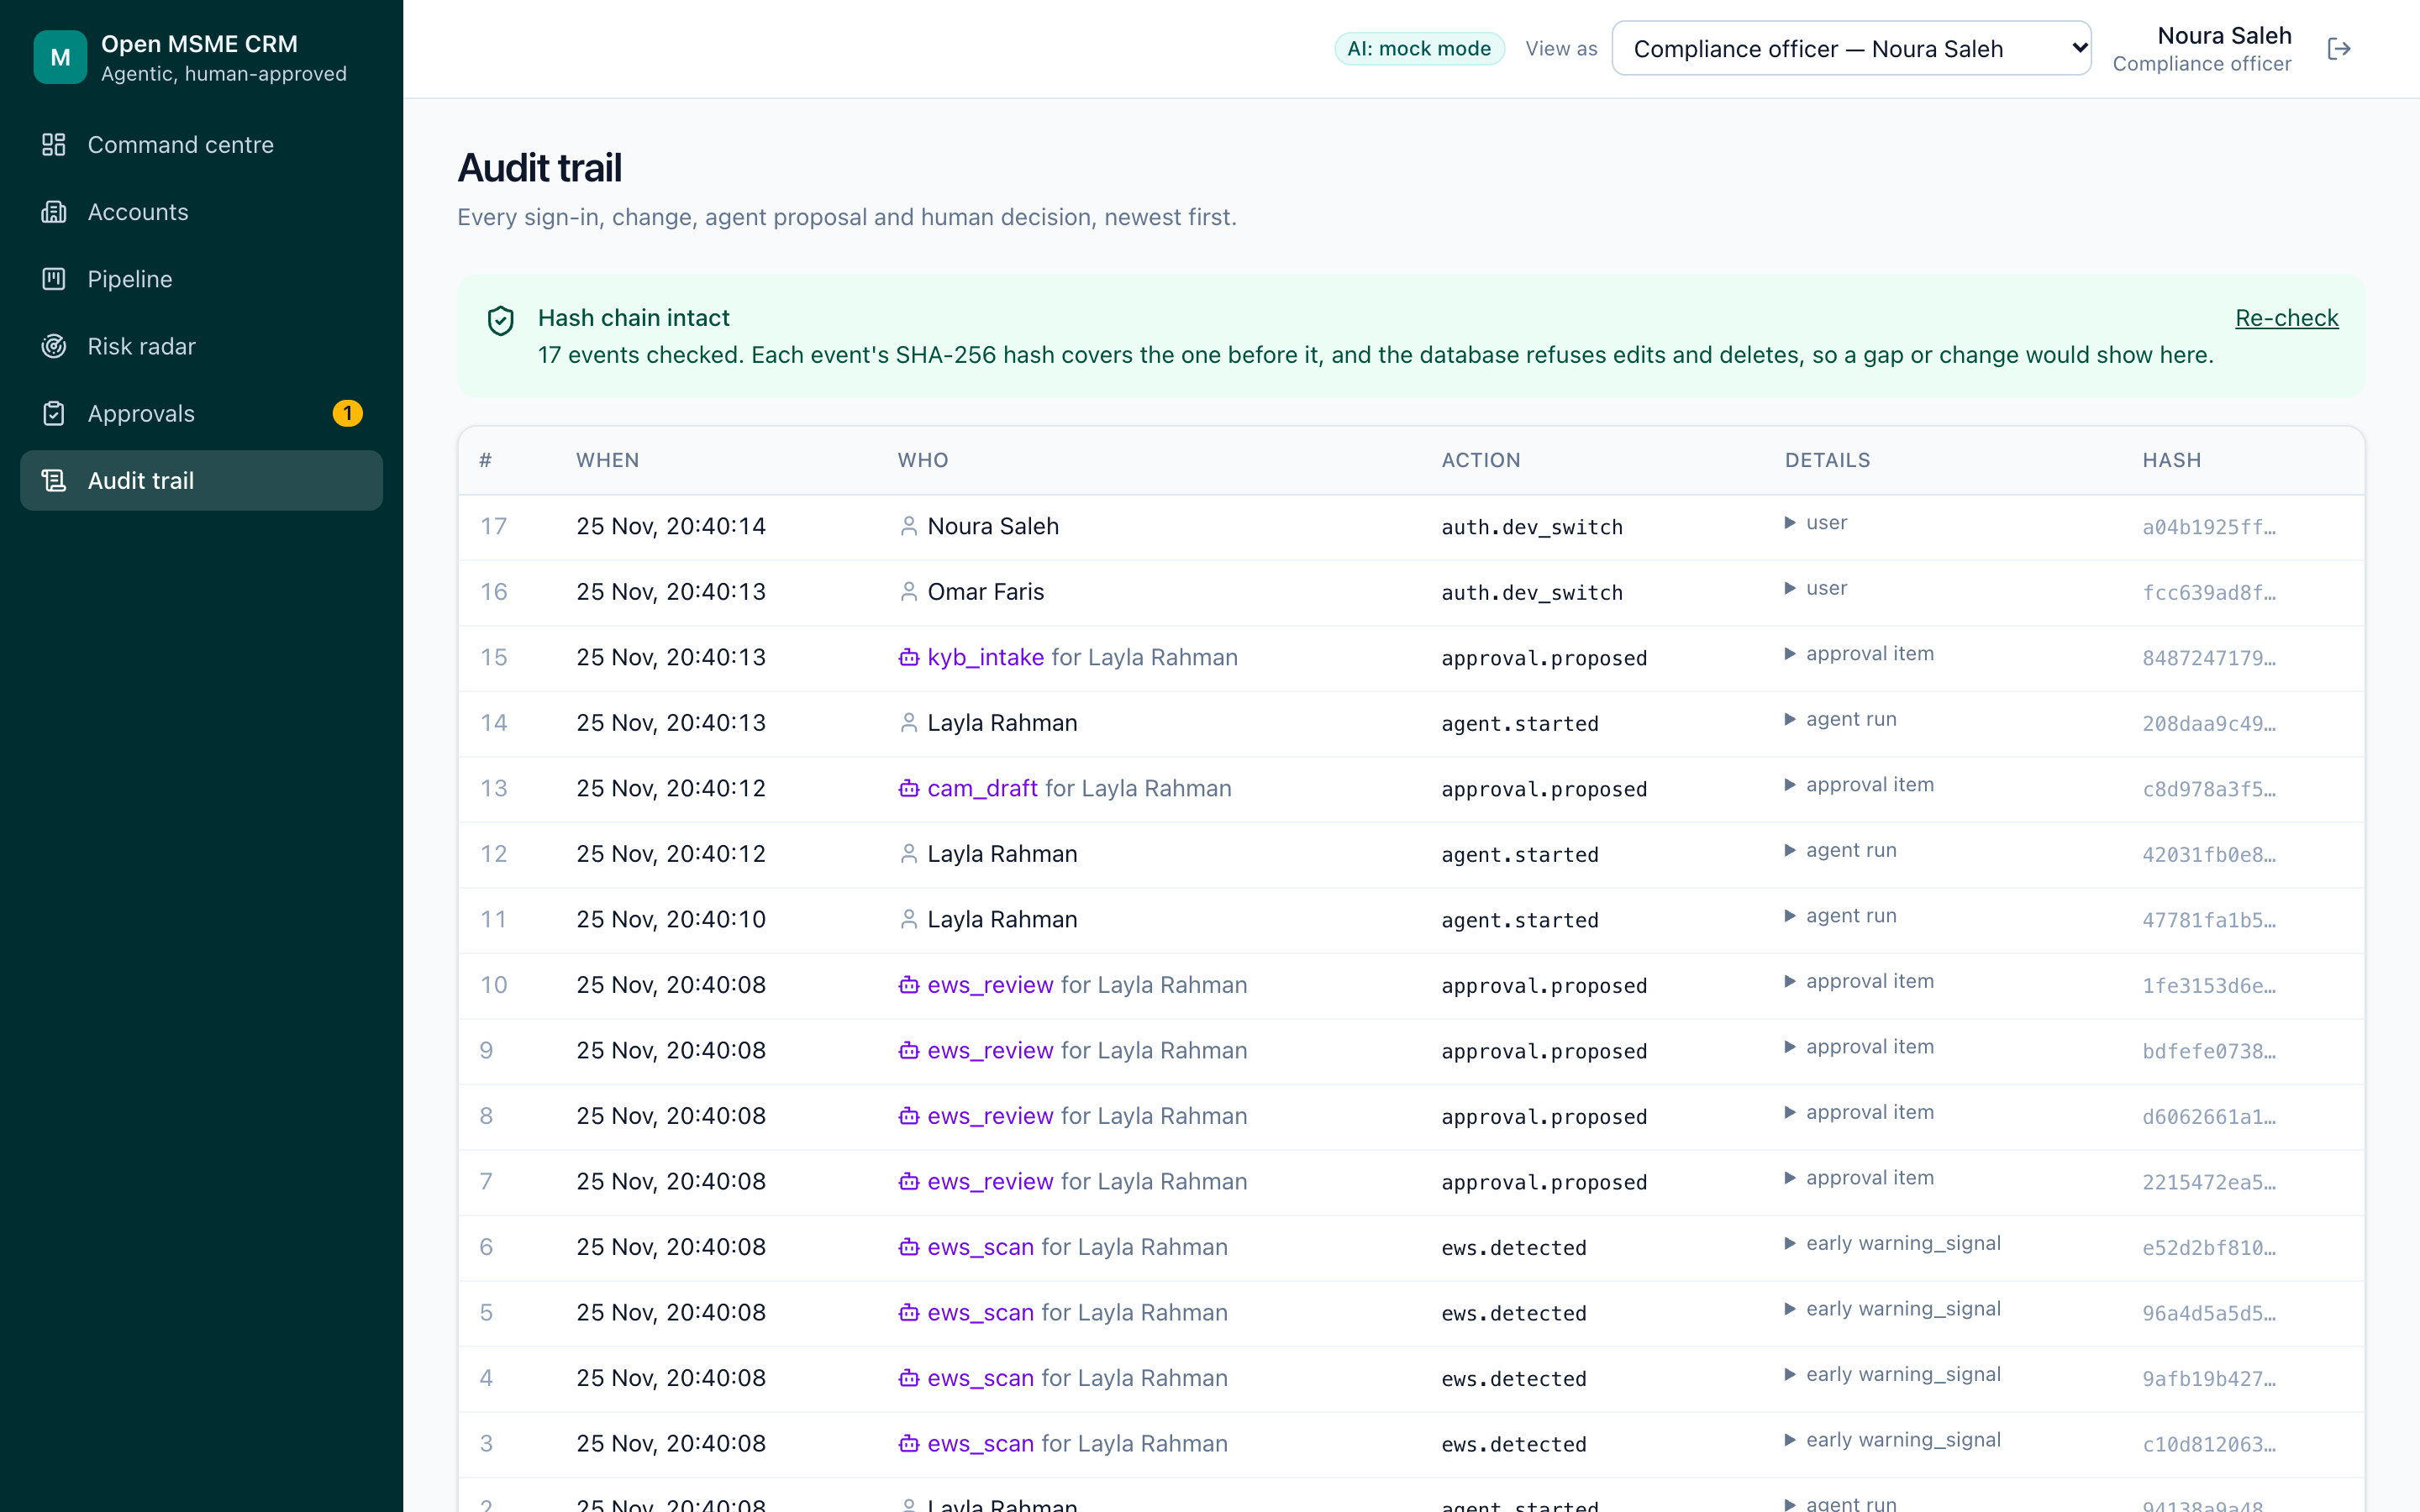 M
Open MSME CRM
Agentic, human-approved
Command centre
Accounts
Pipeline
Risk radar
Approvals 1
Audit trail
AI: mock mode View as Compliance officer — Noura Saleh
Noura Saleh
Compliance officer
Audit trail
Every sign-in, change, agent proposal and human decision, newest first.
Hash chain intact Re-check
17 events checked. Each event's SHA-256 hash covers the one before it, and the database refuses edits and deletes, so a gap or change would show here.
# WHEN WHO ACTION DETAILS HASH
17 25 Nov, 20:40:14 Noura Saleh auth.dev_switch user a04b1925ff…
16 25 Nov, 20:40:13 Omar Faris auth.dev_switch user fcc639ad8f…
15 25 Nov, 20:40:13 kyb_intake for Layla Rahman approval.proposed approval item 8487247179…
14 25 Nov, 20:40:13 Layla Rahman agent.started agent run 208daa9c49…
13 25 Nov, 20:40:12 cam_draft for Layla Rahman approval.proposed approval item c8d978a3f5…
12 25 Nov, 20:40:12 Layla Rahman agent.started agent run 42031fb0e8…
11 25 Nov, 20:40:10 Layla Rahman agent.started agent run 47781fa1b5…
10 25 Nov, 20:40:08 ews_review for Layla Rahman approval.proposed approval item 1fe3153d6e…
9 25 Nov, 20:40:08 ews_review for Layla Rahman approval.proposed approval item bdfefe0738…
8 25 Nov, 20:40:08 ews_review for Layla Rahman approval.proposed approval item d6062661a1…
7 25 Nov, 20:40:08 ews_review for Layla Rahman approval.proposed approval item 2215472ea5…
6 25 Nov, 20:40:08 ews_scan for Layla Rahman ews.detected early warning_signal e52d2bf810…
5 25 Nov, 20:40:08 ews_scan for Layla Rahman ews.detected early warning_signal 96a4d5a5d5…
4 25 Nov, 20:40:08 ews_scan for Layla Rahman ews.detected early warning_signal 9afb19b427…
3 25 Nov, 20:40:08 ews_scan for Layla Rahman ews.detected early warning_signal c10d812063…
2 25 Nov, 20:40:08 Layla Rahman agent.started agent run 94138a9a48…